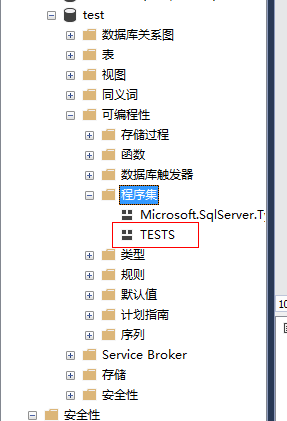 test
数据库关系图
表
视图
同义词
可编程性
存储过程
函数
数据库触发器
程序集
Microsoft.SqlServer.Ty
TESTS
类型
规则
默认值
计划指南
序列
Service Broker
存储
安全性
安全性
10